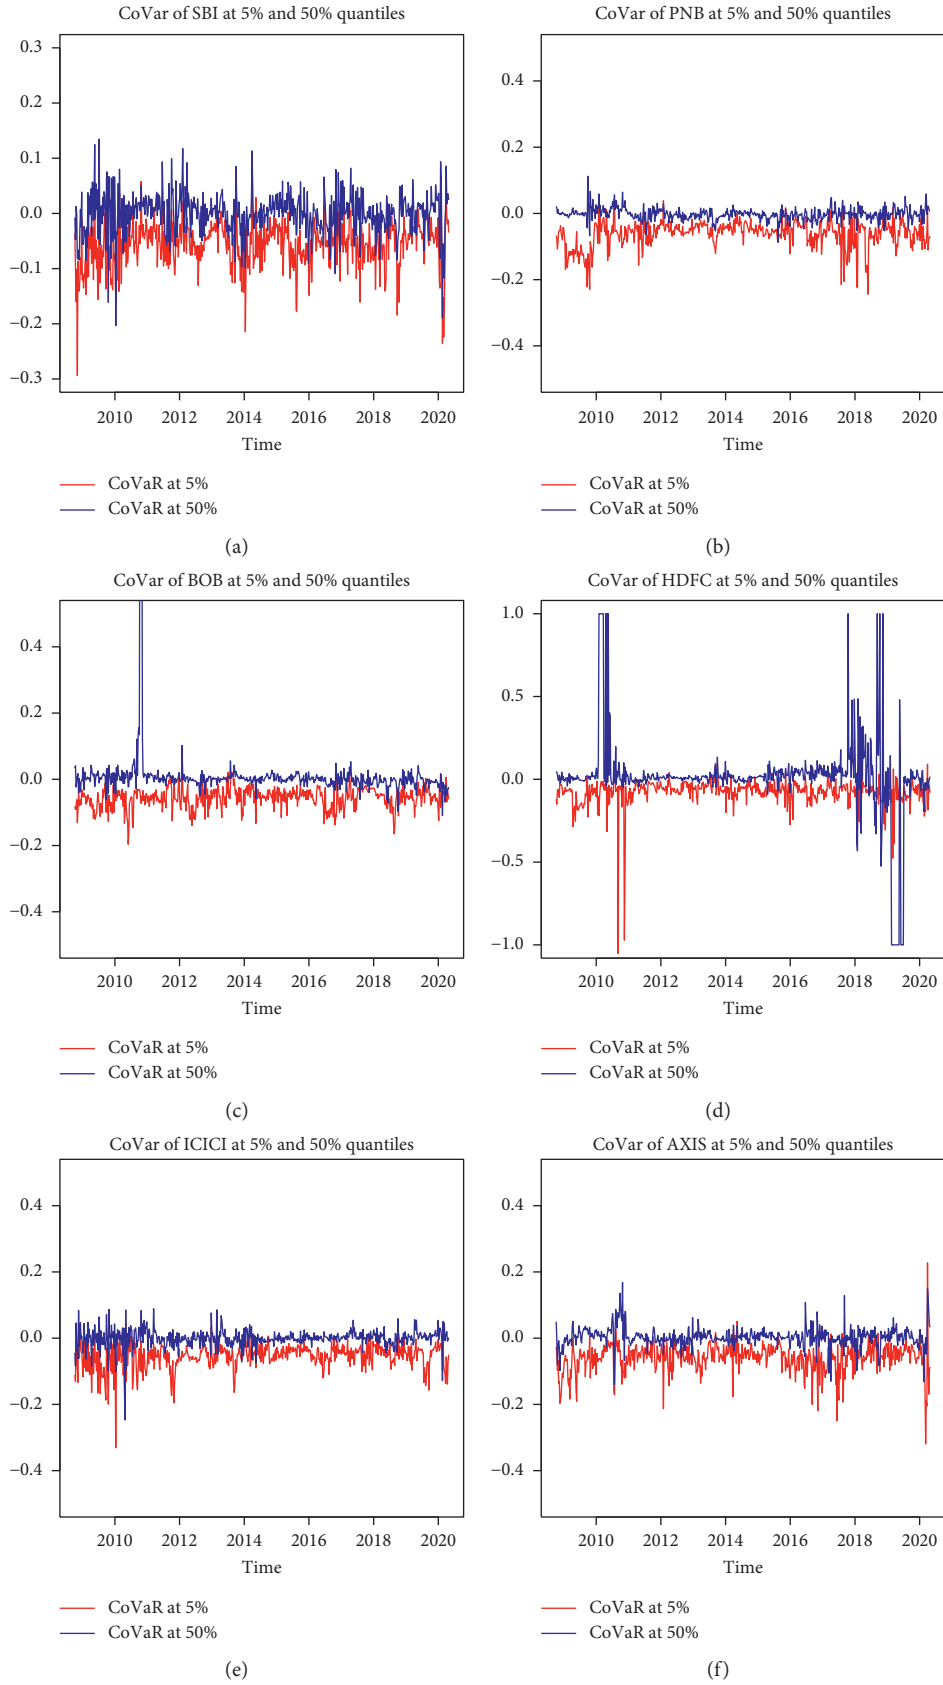 CoVar of SBI at 5% and 50% quantiles
0.3
0.2
0.1
0.0
−0.1
−0.2
−0.3
2010 2012 2014 2016 2018 2020
Time
CoVaR at 5%
CoVaR at 50%
(a)
CoVar of PNB at 5% and 50% quantiles
0.4
0.2
0.0
−0.2
−0.4
2010 2012 2014 2016 2018 2020
Time
CoVaR at 5%
CoVaR at 50%
(b)
CoVar of BOB at 5% and 50% quantiles
0.4
0.2
0.0
−0.2
−0.4
2010 2012 2014 2016 2018 2020
Time
CoVaR at 5%
CoVaR at 50%
(c)
CoVar of HDFC at 5% and 50% quantiles
1.0
0.5
0.0
−0.5
−1.0
2010 2012 2014 2016 2018 2020
Time
CoVaR at 5%
CoVaR at 50%
(d)
CoVar of ICICI at 5% and 50% quantiles
0.4
0.2
0.0
−0.2
−0.4
2010 2012 2014 2016 2018 2020
Time
CoVaR at 5%
CoVaR at 50%
(e)
CoVar of AXIS at 5% and 50% quantiles
0.4
0.2
0.0
−0.2
−0.4
2010 2012 2014 2016 2018 2020
Time
CoVaR at 5%
CoVaR at 50%
(f)